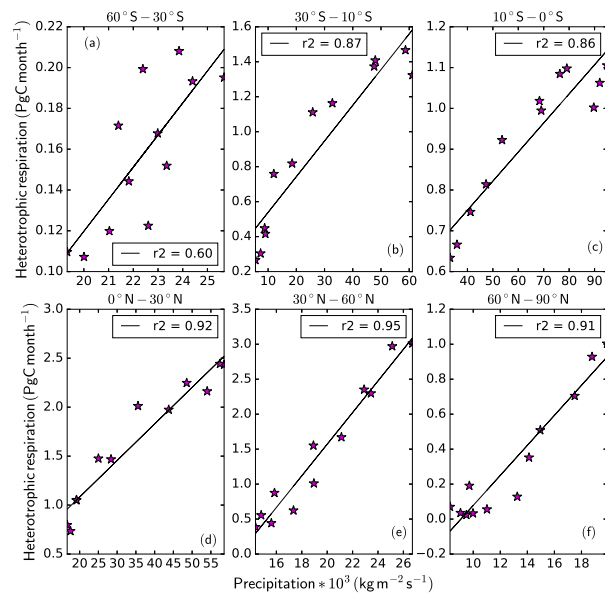 60°S−30°S 30°S−10°S 10°S−0°S
(a) r2 = 0.60
(b) r2 = 0.87
(c) r2 = 0.86
Heterotrophic respiration (PgC month⁻¹)
0.22
0.20
0.18
0.16
0.14
0.12
0.10
20 21 22 23 24 25
1.6
1.4
1.2
1.0
0.8
0.6
0.4
0.2
10 20 30 40 50 60
1.2
1.1
1.0
0.9
0.8
0.7
0.6
40 50 60 70 80 90
0°N−30°N 30°N−60°N 60°N−90°N
(d) r2 = 0.92
(e) r2 = 0.95
(f) r2 = 0.91
Heterotrophic respiration (PgC month⁻¹)
3.0
2.5
2.0
1.5
1.0
0.5
20 25 30 35 40 45 50 55
3.5
3.0
2.5
2.0
1.5
1.0
0.5
0.0
16 18 20 22 24 26
1.2
1.0
0.8
0.6
0.4
0.2
0.0
−0.2
10 12 14 16 18
Precipitation * 10³ (kg m⁻² s⁻¹)